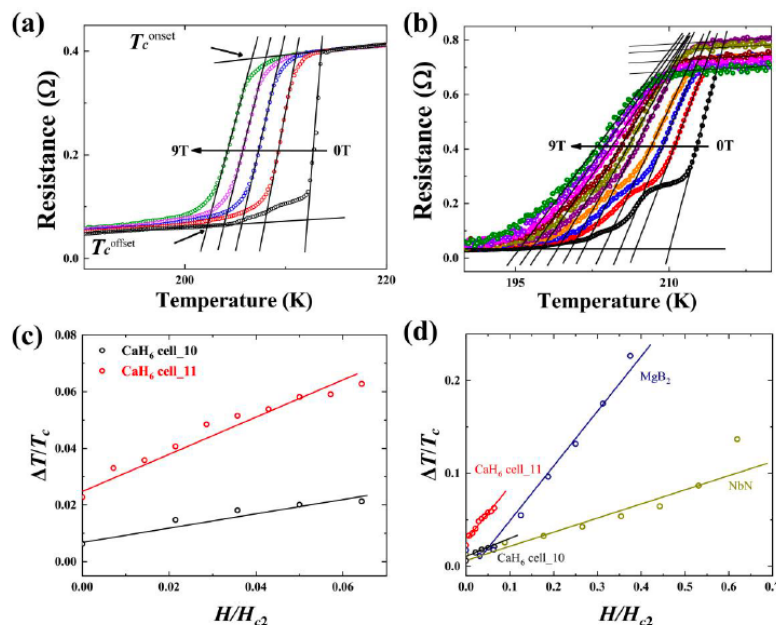 (a)
T_c^onset
9T
0T
T_c^offset
Resistance (Ω)
0.4
0.2
0.0
200
220
Temperature (K)
(b)
9T
0T
Resistance (Ω)
0.8
0.6
0.4
0.2
0.0
195
210
Temperature (K)
(c)
CaH₆ cell_10
CaH₆ cell_11
ΔT/T_c
0.08
0.06
0.04
0.02
0.00
0.00
0.02
0.04
0.06
H/H_c2
(d)
MgB₂
CaH₆ cell_11
NbN
CaH₆ cell_10
ΔT/T_c
0.2
0.1
0.0
0.0
0.1
0.2
0.3
0.4
0.5
0.6
0.7
H/H_c2